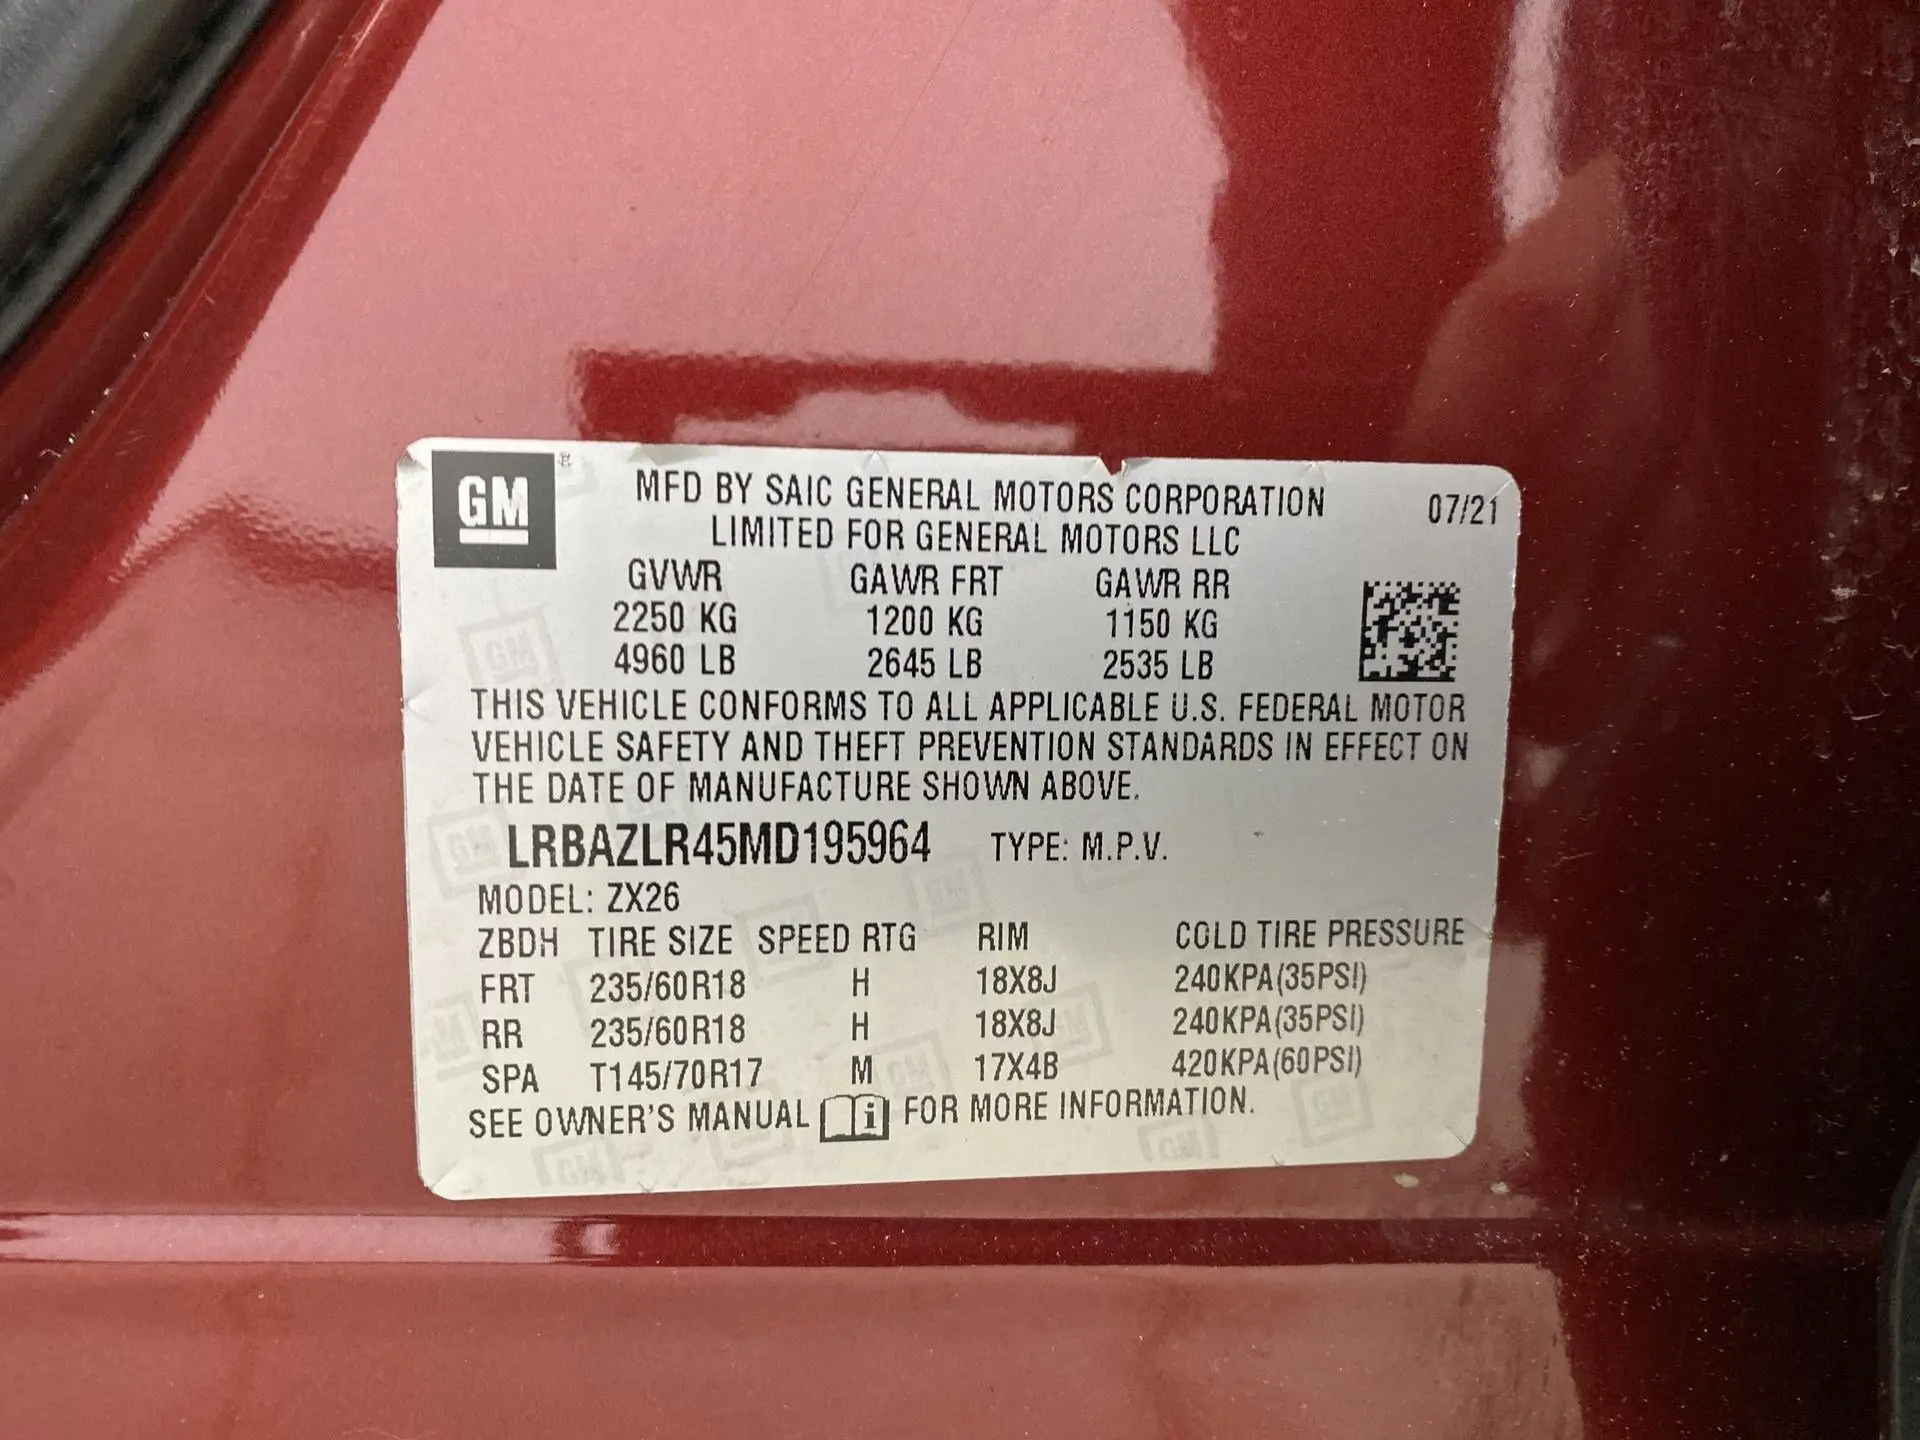 GM ®
MFD BY SAIC GENERAL MOTORS CORPORATION 07/21
LIMITED FOR GENERAL MOTORS LLC
GVWR GAWR FRT GAWR RR
2250 KG 1200 KG 1150 KG
4960 LB 2645 LB 2535 LB
THIS VEHICLE CONFORMS TO ALL APPLICABLE U.S. FEDERAL MOTOR
VEHICLE SAFETY AND THEFT PREVENTION STANDARDS IN EFFECT ON
THE DATE OF MANUFACTURE SHOWN ABOVE.
LRBAZLR45MD195964 TYPE: M.P.V.
MODEL: ZX26
ZBDH TIRE SIZE SPEED RTG RIM COLD TIRE PRESSURE
FRT 235/60R18 H 18X8J 240KPA(35PSI)
RR 235/60R18 H 18X8J 240KPA(35PSI)
SPA T145/70R17 M 17X4B 420KPA(60PSI)
SEE OWNER'S MANUAL i FOR MORE INFORMATION.